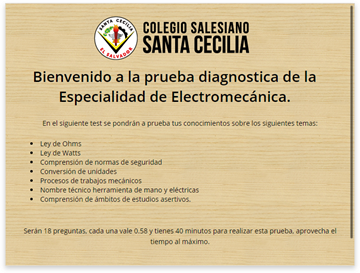 SANTA CECILIA
EL SALVADOR
COLEGIO SALESIANO
SANTA CECILIA
Bienvenido a la prueba diagnostica de la
Especialidad de Electromecánica.
En el siguiente test se pondrán a prueba tus conocimientos sobre los siguientes temas:
Ley de Ohms
Ley de Watts
Comprensión de normas de seguridad
Conversión de unidades
Procesos de trabajos mecánicos
Nombre técnico herramienta de mano y eléctricas
Comprensión de ámbitos de estudios asertivos.
Serán 18 preguntas, cada una vale 0.58 y tienes 40 minutos para realizar esta prueba, aprovecha el
tiempo al máximo.